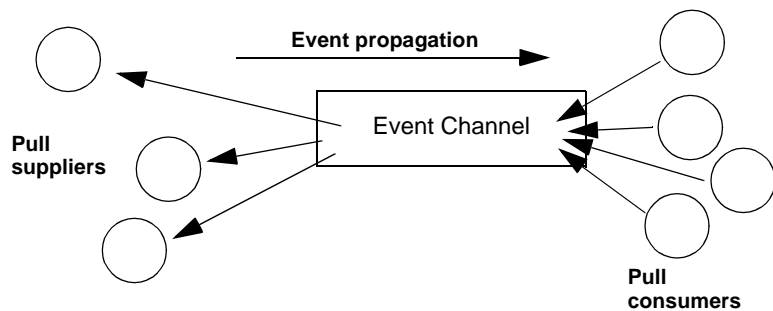 Event propagation
Event Channel
Pull
suppliers
Pull
consumers